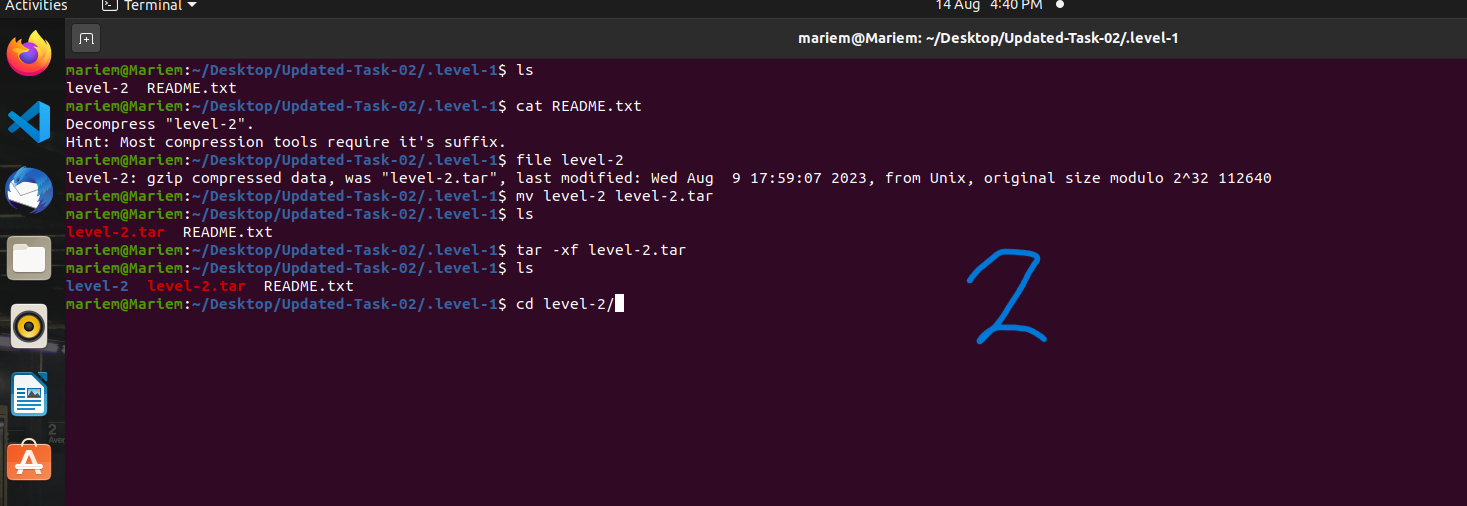 Activities Terminal 14 Aug 4:40 PM
mariem@Mariem: ~/Desktop/Updated-Task-02/.level-1
mariem@Mariem:~/Desktop/Updated-Task-02/.level-1$ ls
level-2  README.txt
mariem@Mariem:~/Desktop/Updated-Task-02/.level-1$ cat README.txt
Decompress "level-2".
Hint: Most compression tools require it's suffix.
mariem@Mariem:~/Desktop/Updated-Task-02/.level-1$ file level-2
level-2: gzip compressed data, was "level-2.tar", last modified: Wed Aug  9 17:59:07 2023, from Unix, original size modulo 2^32 112640
mariem@Mariem:~/Desktop/Updated-Task-02/.level-1$ mv level-2 level-2.tar
mariem@Mariem:~/Desktop/Updated-Task-02/.level-1$ ls
level-2.tar  README.txt
mariem@Mariem:~/Desktop/Updated-Task-02/.level-1$ tar -xf level-2.tar
mariem@Mariem:~/Desktop/Updated-Task-02/.level-1$ ls
level-2  level-2.tar  README.txt
mariem@Mariem:~/Desktop/Updated-Task-02/.level-1$ cd level-2/
2